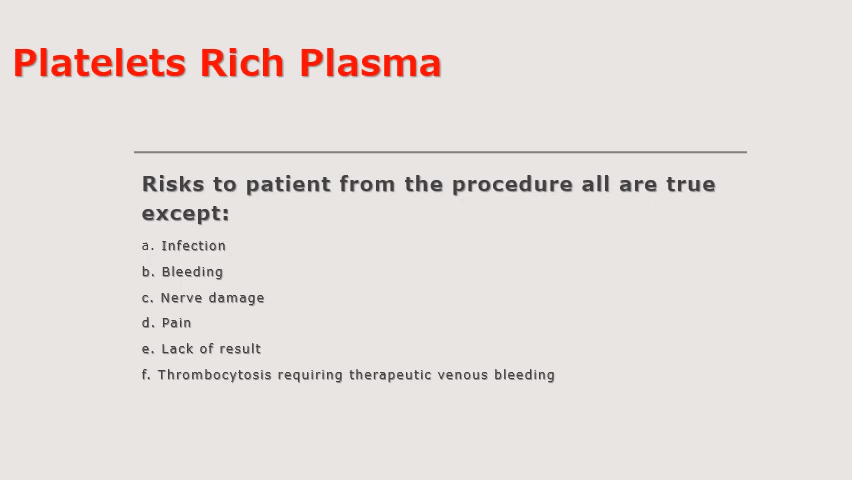 Platelets Rich Plasma
Risks to patient from the procedure all are true
except:
a. Infection
b. Bleeding
c. Nerve damage
d. Pain
e. Lack of result
f. Thrombocytosis requiring therapeutic venous bleeding